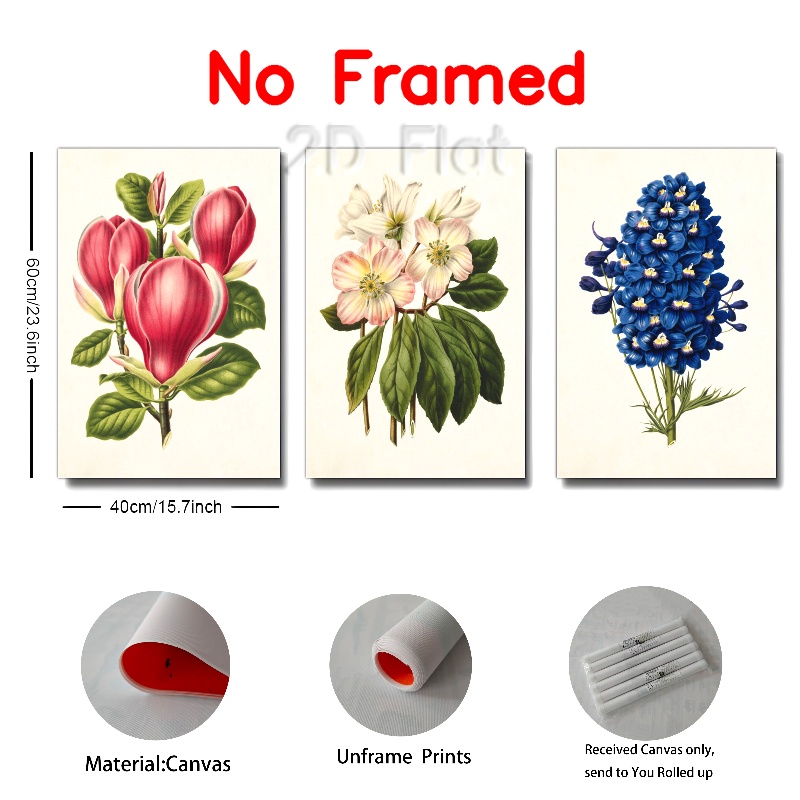 No Framed
2D Flat
60cm/23.6inch
40cm/15.7inch
Material:Canvas
Unframe Prints
Received Canvas only,
send to You Rolled up